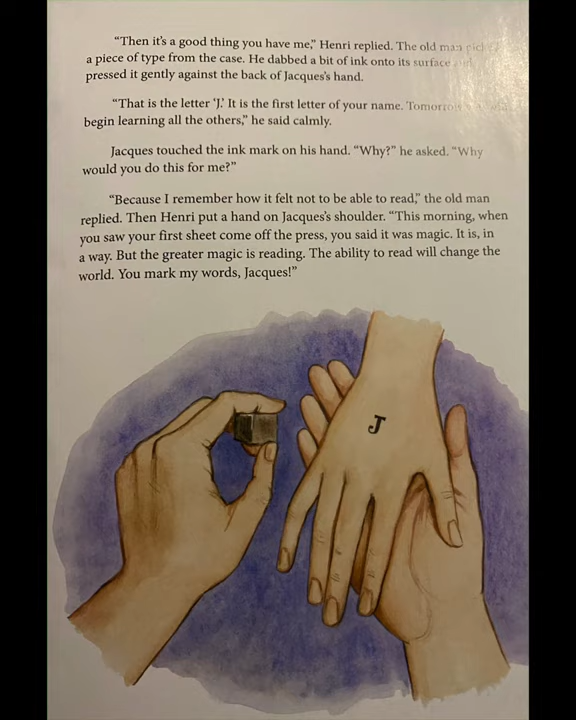 “Then it’s a good thing you have me,” Henri replied. The old man
a piece of type from the case. He dabbed a bit of ink onto its surface and
pressed it gently against the back of Jacques’s hand.
“That is the letter ‘J.’ It is the first letter of your name. Tomorrow
begin learning all the others,” he said calmly.
Jacques touched the ink mark on his hand. “Why?” he asked. “Why
would you do this for me?”
“Because I remember how it felt not to be able to read,” the old man
replied. Then Henri put a hand on Jacques’s shoulder. “This morning, when
you saw your first sheet come off the press, you said it was magic. It is, in
a way. But the greater magic is reading. The ability to read will change the
world. You mark my words, Jacques!”
J